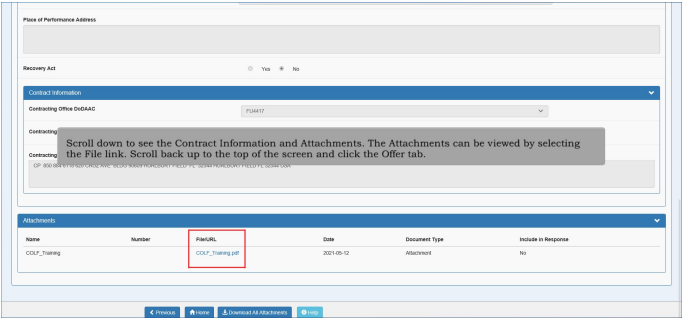 Place of Performance Address
Recovery Act Yes No
Contract Information
Contracting Office DoDAAC FU4417
Contracting
Scroll down to see the Contract Information and Attachments. The Attachments can be viewed by selecting
the File link. Scroll back up to the top of the screen and click the Offer tab.
Contracting
Attachments
Name Number File/URL Date Document Type Include in Response
COLF_Training COLF_Training.pdf 2021-05-12 Attachment No
Previous Home Download All Attachments Help